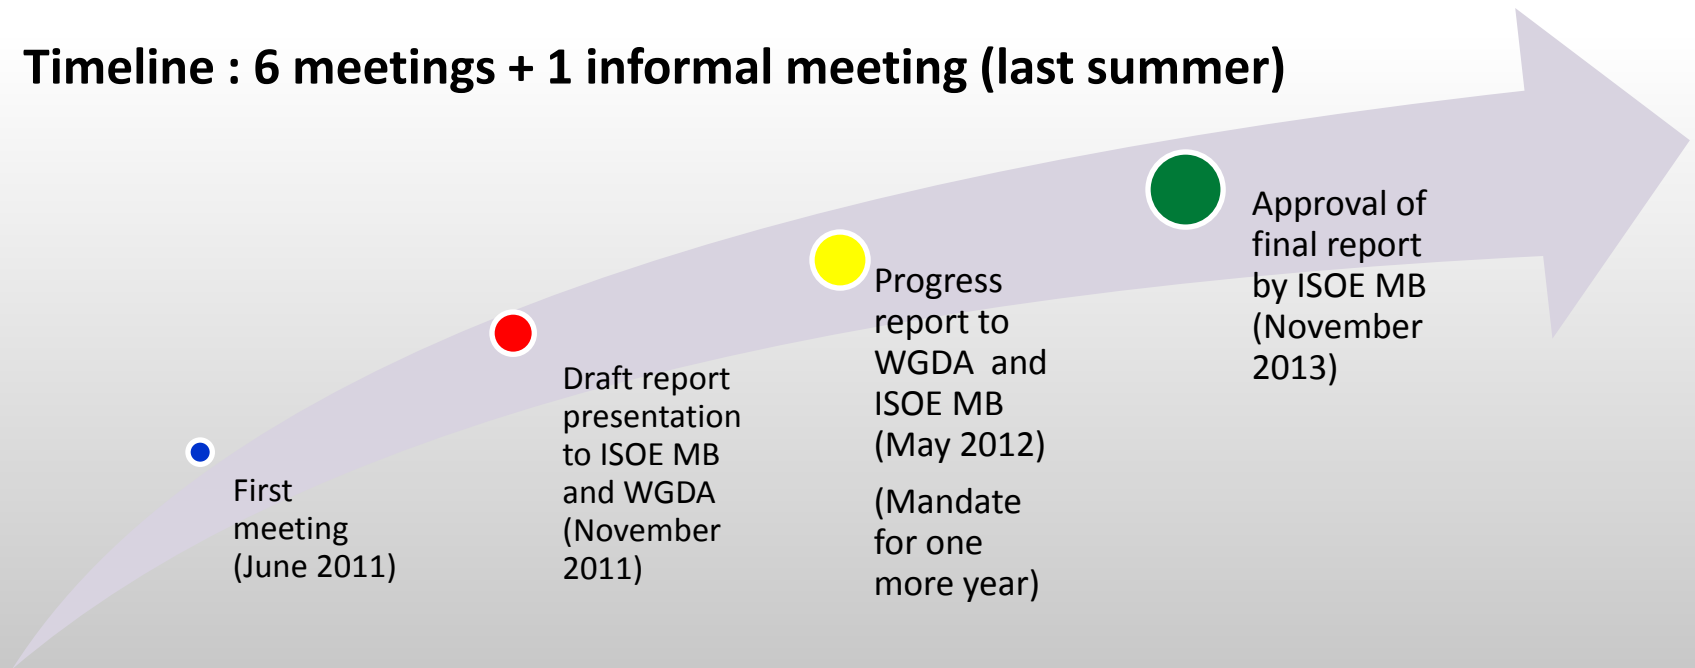 Timeline : 6 meetings + 1 informal meeting (last summer)
First
meeting
(June 2011)
Draft report
presentation
to ISOE MB
and WGDA
(November
2011)
Progress
report to
WGDA  and
ISOE MB
(May 2012)
(Mandate
for one
more year)
Approval of
final report
by ISOE MB
(November
2013)